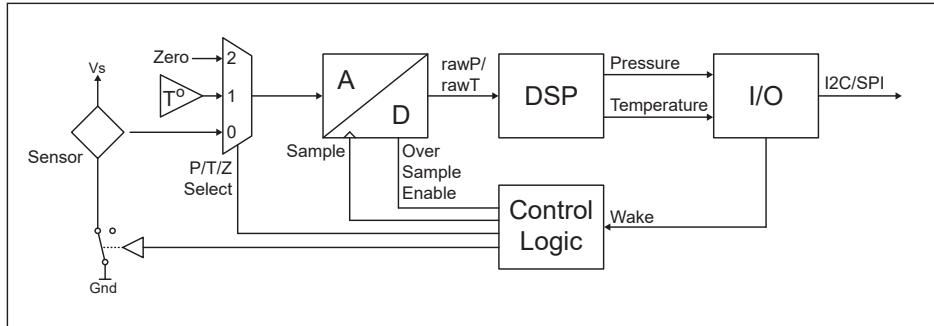 Zero
2
Vs
T°
1
0
Sensor
P/T/Z
Select
A
D
rawP/
rawT
DSP
Pressure
Temperature
I/O
I2C/SPI
Sample
Over
Sample
Enable
Control
Logic
Wake
Gnd